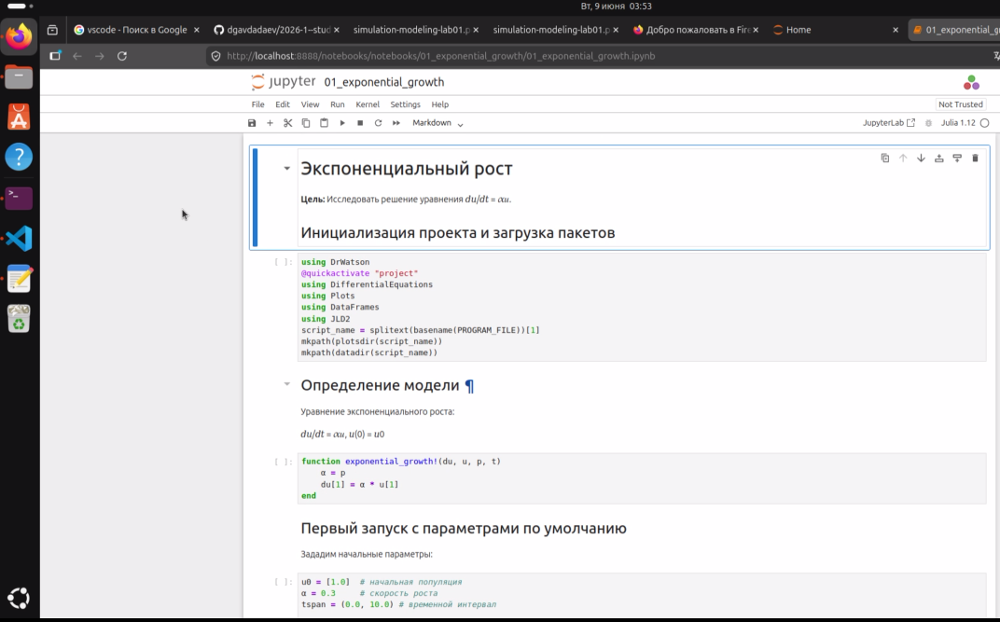 Вт, 9 июня 03:53
vscode - Поиск в Google
dgavdadaev/2026-1--stud
simulation-modeling-lab01.p
simulation-modeling-lab01.p
Добро пожаловать в Fire
Home
01_exponential_gr
http://localhost:8888/notebooks/notebooks/01_exponential_growth/01_exponential_growth.ipynb
jupyter 01_exponential_growth
File Edit View Run Kernel Settings Help
Not Trusted
Markdown
JupyterLab
Julia 1.12
Экспоненциальный рост
Цель: Исследовать решение уравнения du/dt = αu.
Инициализация проекта и загрузка пакетов
[ ]: using DrWatson
@quickactivate "project"
using DifferentialEquations
using Plots
using DataFrames
using JLD2
script_name = splitext(basename(PROGRAM_FILE))[1]
mkpath(plotsdir(script_name))
mkpath(datadir(script_name))
Определение модели ¶
Уравнение экспоненциального роста:
du/dt = αu, u(0) = u0
[ ]: function exponential_growth!(du, u, p, t)
α = p
du[1] = α * u[1]
end
Первый запуск с параметрами по умолчанию
Зададим начальные параметры:
[ ]: u0 = [1.0] # начальная популяция
α = 0.3 # скорость роста
tspan = (0.0, 10.0) # временной интервал